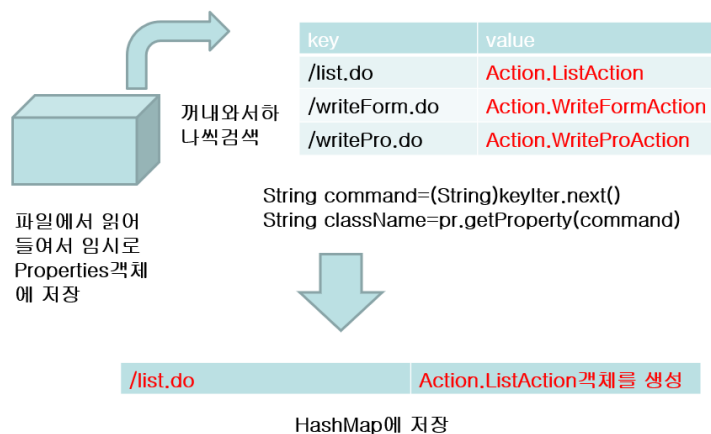 key value
/list.do Action.ListAction
/writeForm.do Action.WriteFormAction
/writePro.do Action.WriteProAction
꺼내와서하
나씩검색
String command=(String)keyIter.next()
String className=pr.getProperty(command)
파일에서 읽어
들여서 임시로
Properties객체
에 저장
/list.do Action.ListAction객체를 생성
HashMap에 저장